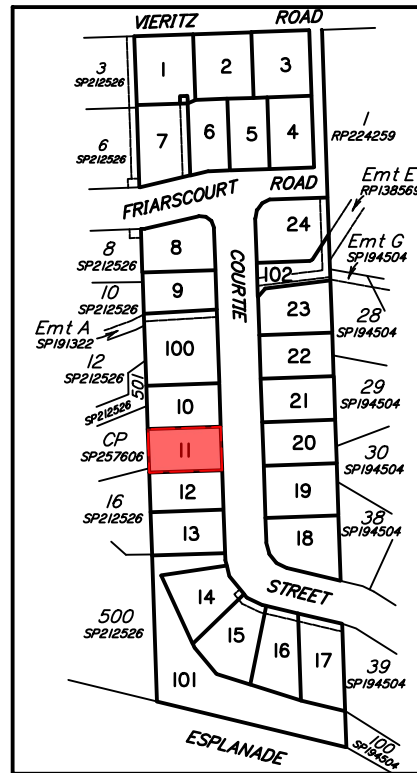 VIERITZ ROAD
3
SP212526
1
2
3
6
SP212526
7
6
5
4
1
RP224259
FRIARSCOURT ROAD
Emt E
RP138569
24
Emt G
SP194504
8
SP212526
8
COURTIE
102
10
SP212526
9
28
SP194504
23
Emt A
SP191322
100
22
12
SP212526
501
SP212526
29
SP194504
10
21
CP
SP257606
11
20
30
SP194504
16
SP212526
12
19
38
SP194504
13
18
STREET
500
SP212526
14
15
16
17
39
SP194504
101
100
SP194504
ESPLANADE